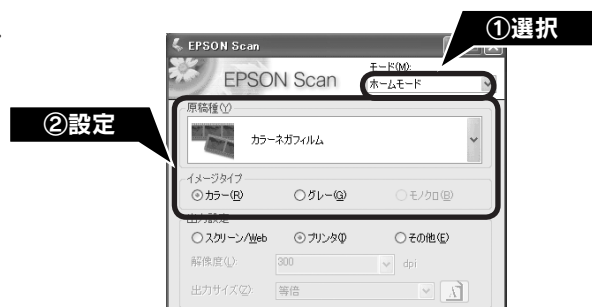 ①選択
EPSON Scan
EPSON Scan
モード(M):
ホームモード
②設定
原稿種(Y)
カラーネガフィルム
イメージタイプ
カラー(R)
グレー(G)
モノクロ(B)
出力設定
スクリーン/Web
プリンタ(I)
その他(E)
解像度(L):
300
dpi
出力サイズ(Z):
等倍
A